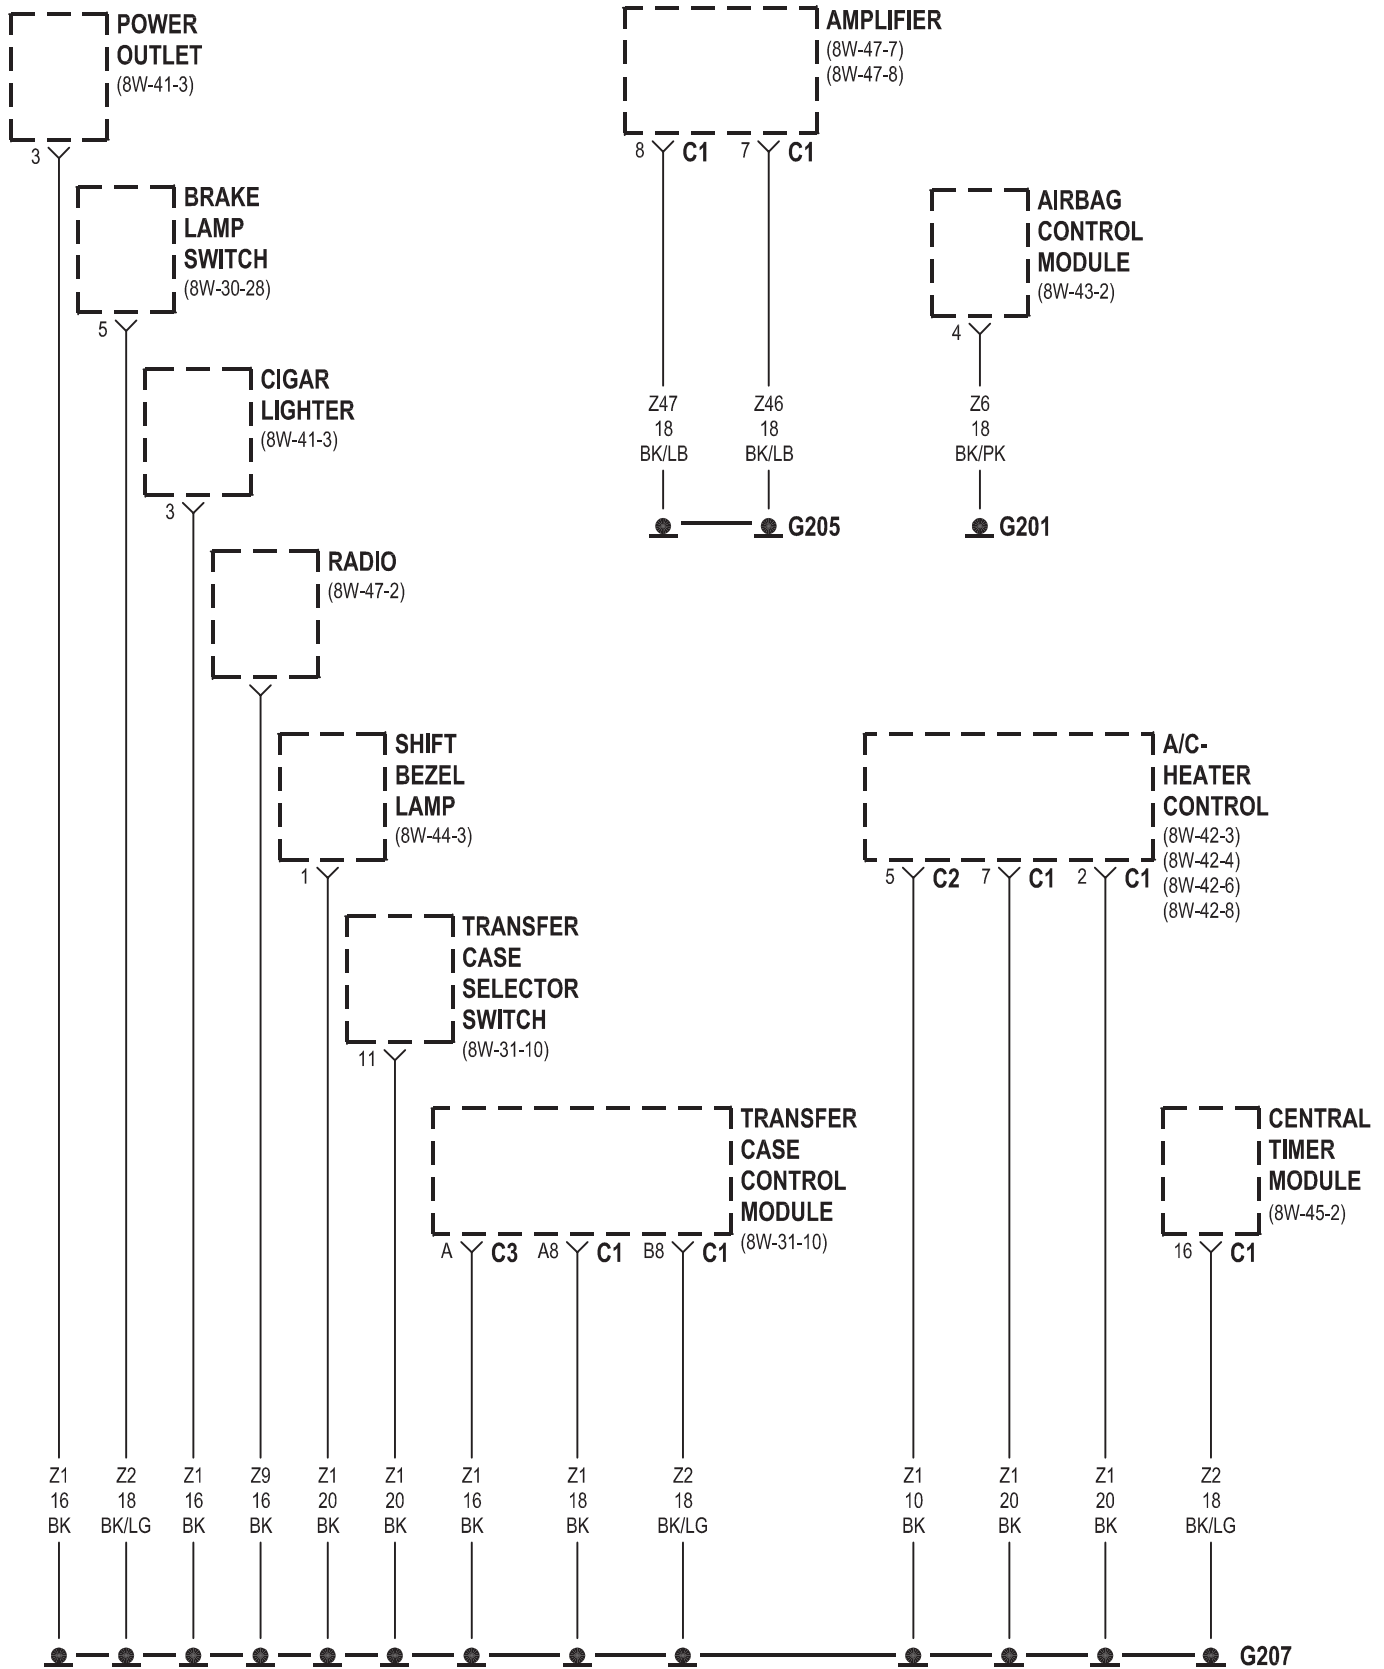 POWER
OUTLET
(8W-41-3)
3
AMPLIFIER
(8W-47-7)
(8W-47-8)
8 C1 7 C1
BRAKE
LAMP
SWITCH
(8W-30-28)
5
AIRBAG
CONTROL
MODULE
(8W-43-2)
4
CIGAR
LIGHTER
(8W-41-3)
3
Z47
18
BK/LB
Z46
18
BK/LB
G205
Z6
18
BK/PK
G201
RADIO
(8W-47-2)
SHIFT
BEZEL
LAMP
(8W-44-3)
1
A/C-
HEATER
CONTROL
(8W-42-3)
(8W-42-4)
(8W-42-6)
(8W-42-8)
5 C2 7 C1 2 C1
TRANSFER
CASE
SELECTOR
SWITCH
(8W-31-10)
11
TRANSFER
CASE
CONTROL
MODULE
(8W-31-10)
A C3 A8 C1 B8 C1
CENTRAL
TIMER
MODULE
(8W-45-2)
16 C1
Z1 Z2 Z1 Z9 Z1 Z1 Z1 Z1 Z2 Z1 Z1 Z1 Z2
16 18 16 16 20 20 16 18 18 10 20 20 18
BK BK/LG BK BK BK BK BK BK BK/LG BK BK BK BK/LG
G207